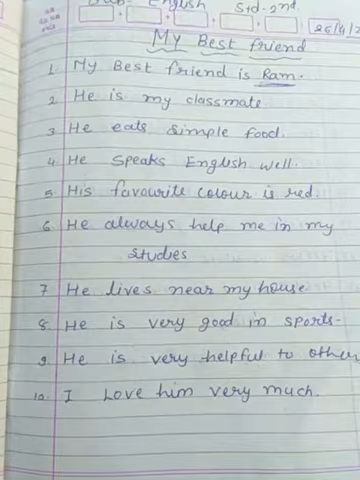 English Std-2nd
My Best friend
1. My Best friend is Ram.
2. He is my classmate.
3. He eats simple food.
4. He speaks English well.
5. His favourite colour is red.
6. He always help me in my
studies
7 He lives near my house
8. He is very good in sports.
9. He is very helpful to other
10. I Love him very much.